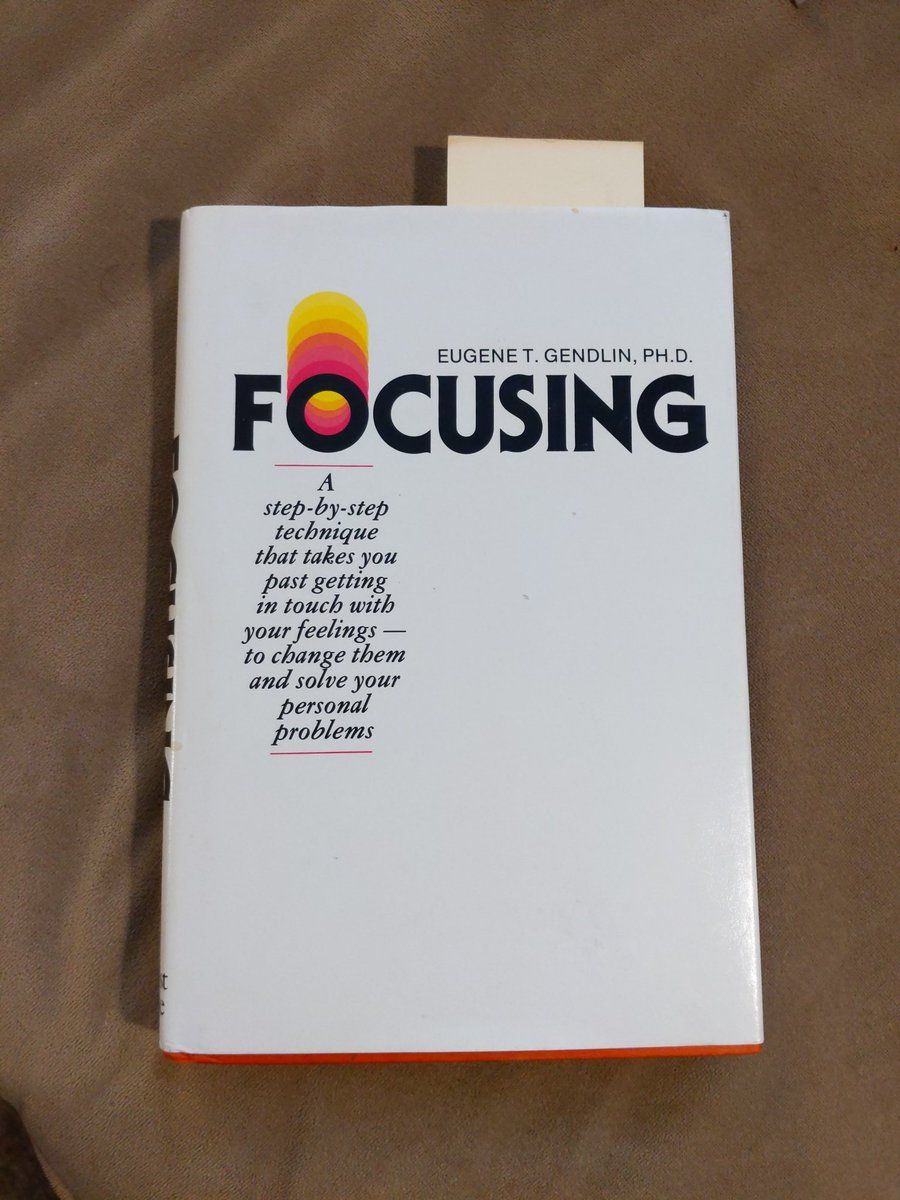 EUGENE T. GENDLIN, PH.D.
FOCUSING
A
step-by-step
technique
that takes you
past getting
in touch with
your feelings —
to change them
and solve your
personal
problems